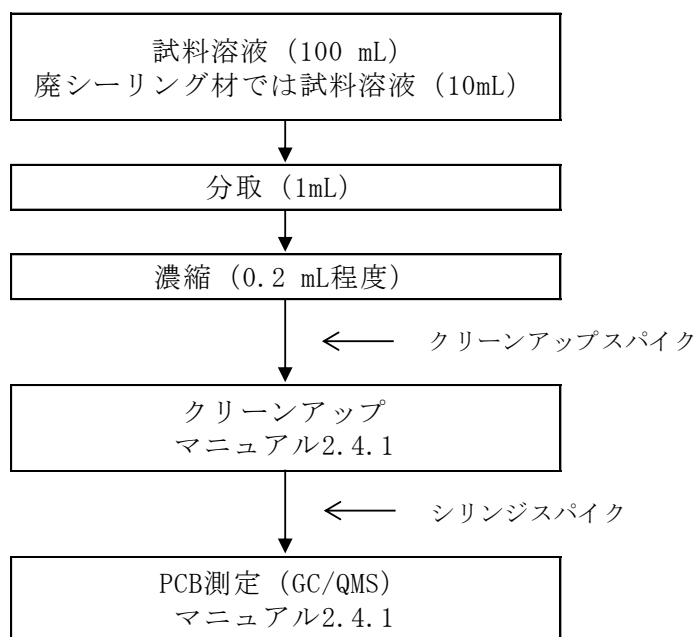 試料溶液（100 mL）
廃シーリング材では試料溶液（10mL）
分取（1mL）
濃縮（0.2 mL程度）
クリーンアップスパイク
クリーンアップ
マニュアル2.4.1
シリンジスパイク
PCB測定（GC/QMS）
マニュアル2.4.1